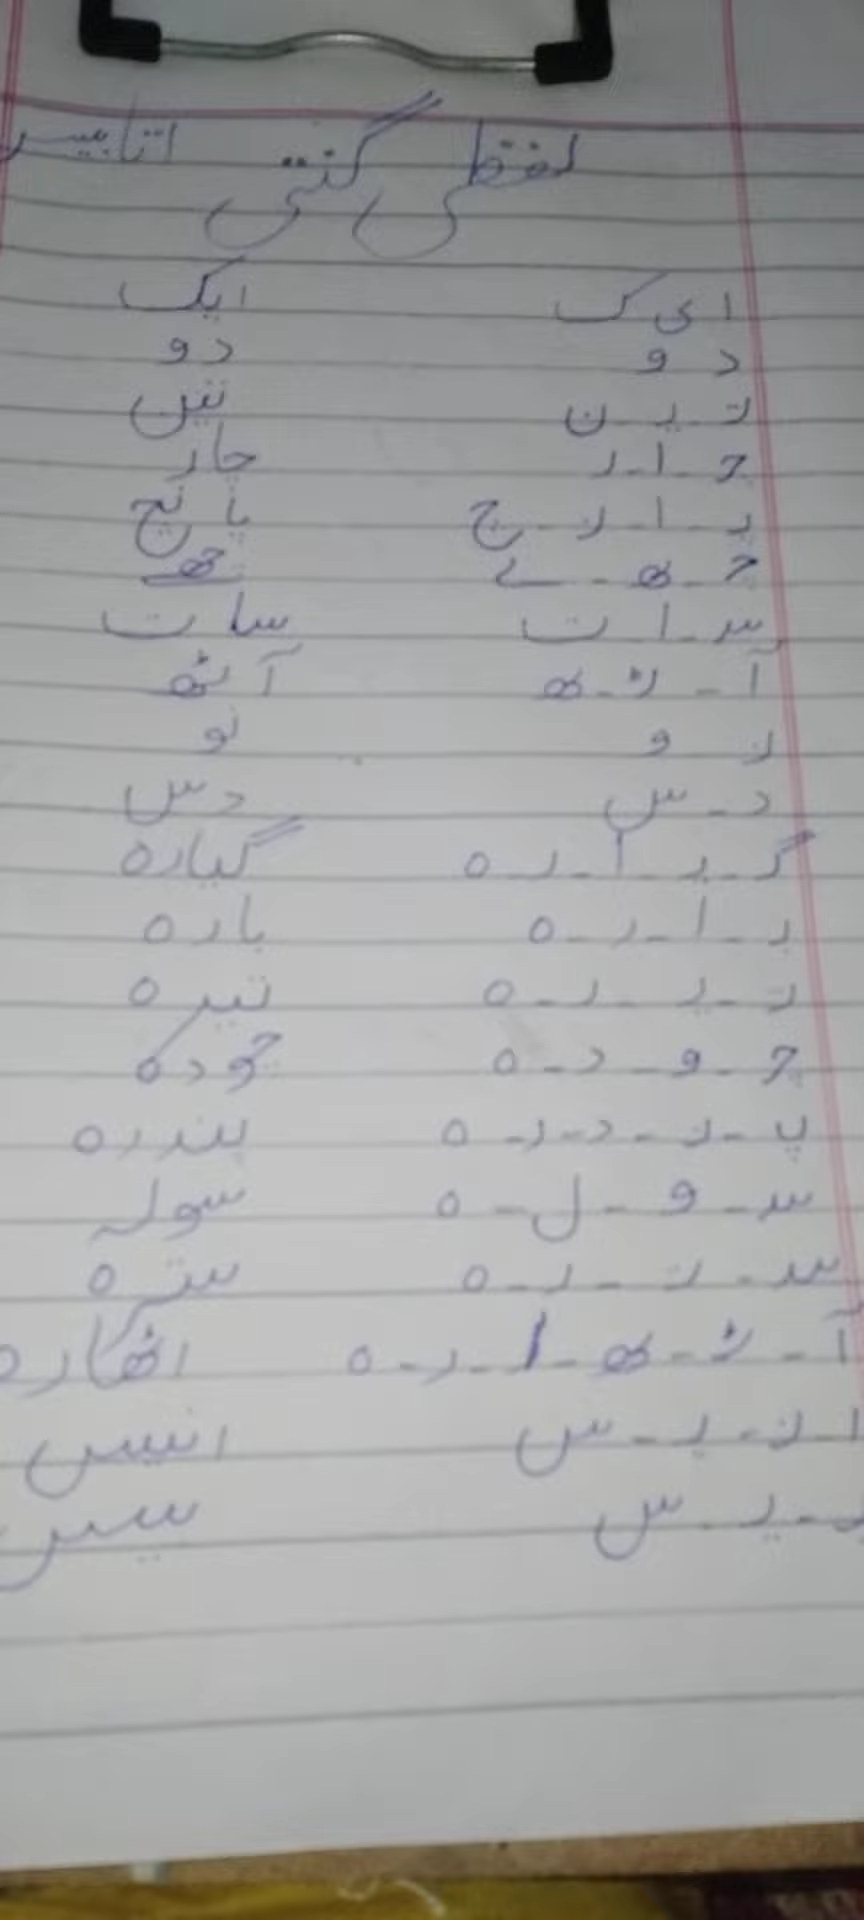 لفظی گنتی اتابیس
ا ی ک ایک
د و دو
ت - ی - ن تین
چ - ا - ر چار
پ - ا - ن - چ پانچ
چ - ھ - ے چھے
س - ا - ت سات
آ - ٹ - ھ آٹھ
ن و نو
د - س دس
گ - ی - ا - ر - ہ گیارہ
ب - ا - ر - ہ بارہ
ت - ی - ر - ہ تیرہ
چ - و - د - ہ چودہ
پ - ن - د - ر - ہ پندرہ
س - و - ل - ہ سولہ
س - ت - ر - ہ سترہ
آ - ٹ - ھ - ا - ر - ہ اٹھارہ
ا - ن - ی - س انیس
ب - ی - س بیس